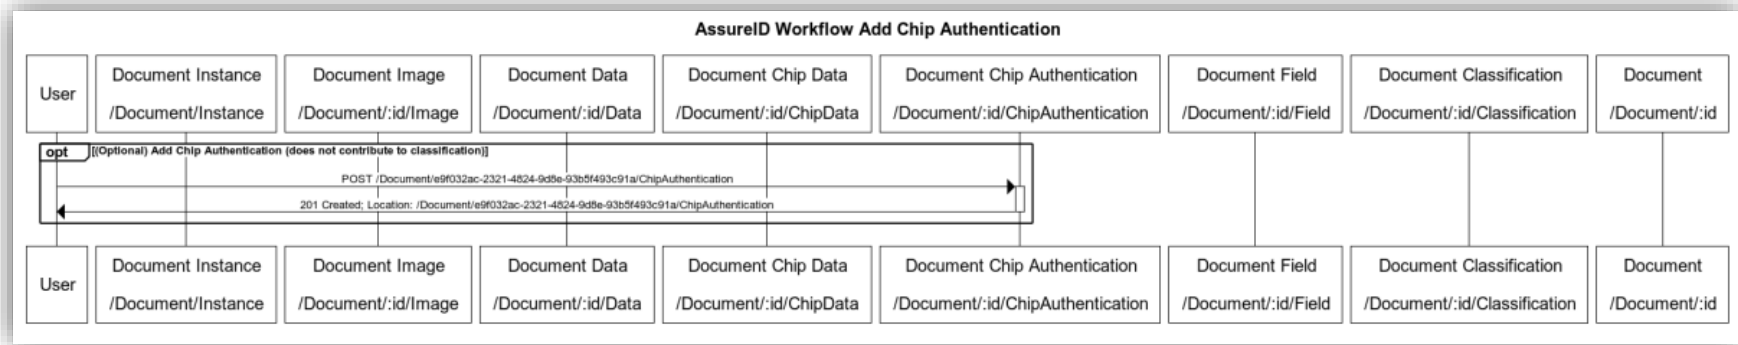 AssureID Workflow Add Chip Authentication
User
Document Instance
/Document/Instance
Document Image
/Document/:id/Image
Document Data
/Document/:id/Data
Document Chip Data
/Document/:id/ChipData
Document Chip Authentication
/Document/:id/ChipAuthentication
Document Field
/Document/:id/Field
Document Classification
/Document/:id/Classification
Document
/Document/:id
opt
[(Optional) Add Chip Authentication (does not contribute to classification)]
POST /Document/e9f032ac-2321-4824-9d8e-93b5f493c91a/ChipAuthentication
201 Created; Location: /Document/e9f032ac-2321-4824-9d8e-93b5f493c91a/ChipAuthentication
User
Document Instance
/Document/Instance
Document Image
/Document/:id/Image
Document Data
/Document/:id/Data
Document Chip Data
/Document/:id/ChipData
Document Chip Authentication
/Document/:id/ChipAuthentication
Document Field
/Document/:id/Field
Document Classification
/Document/:id/Classification
Document
/Document/:id